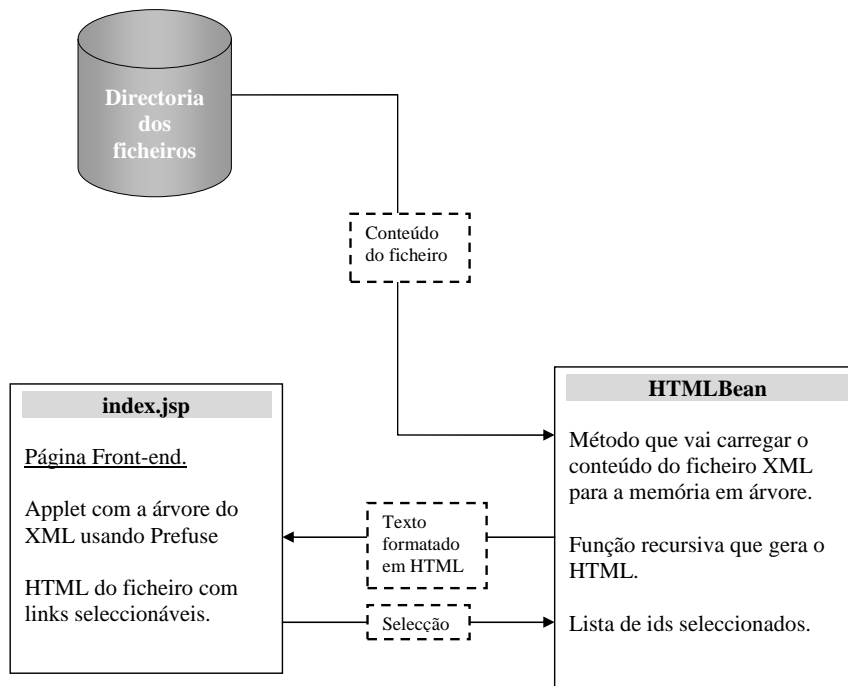 Directoria
dos
ficheiros
Conteúdo
do ficheiro
index.jsp
Página Front-end.
Applet com a árvore do
XML usando Prefuse
HTML do ficheiro com
links seleccionáveis.
Texto
formatado
em HTML
Selecção
HTMLBean
Método que vai carregar o
conteúdo do ficheiro XML
para a memória em árvore.
Função recursiva que gera o
HTML.
Lista de ids seleccionados.